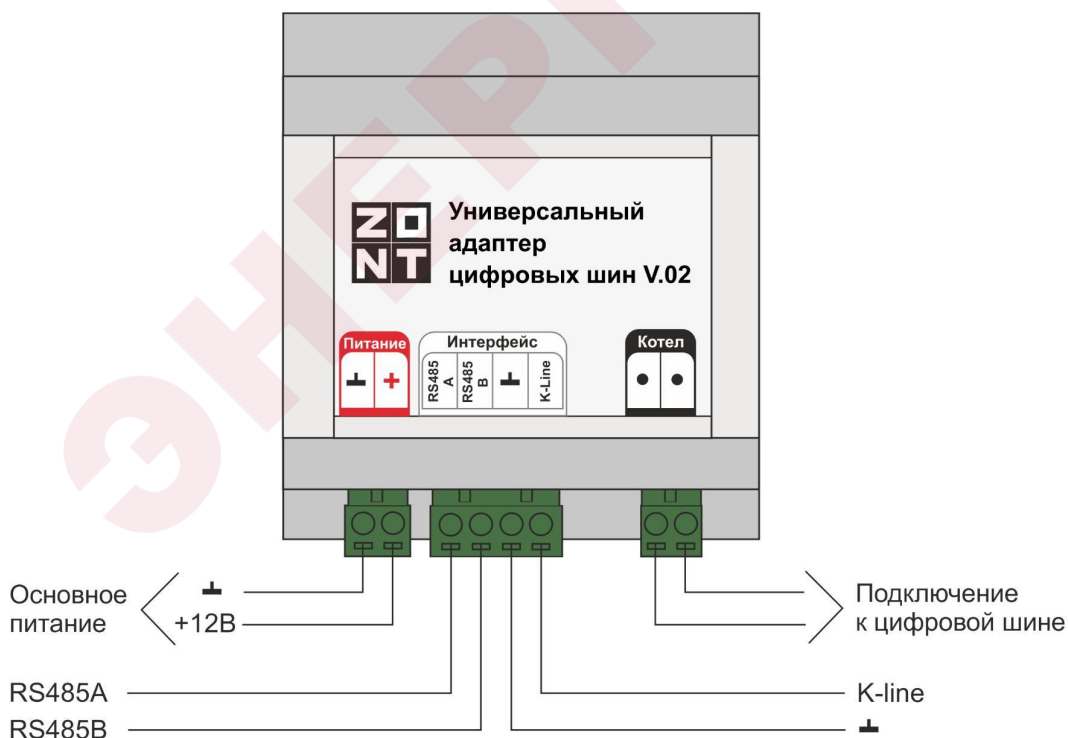 ZONT
Универсальный
адаптер
цифровых шин V.02
Питание
Интерфейс
Котел
+
RS485
A
RS485
B
K-Line
Основное
питание
+12В
Подключение
к цифровой шине
RS485A
K-line
RS485B